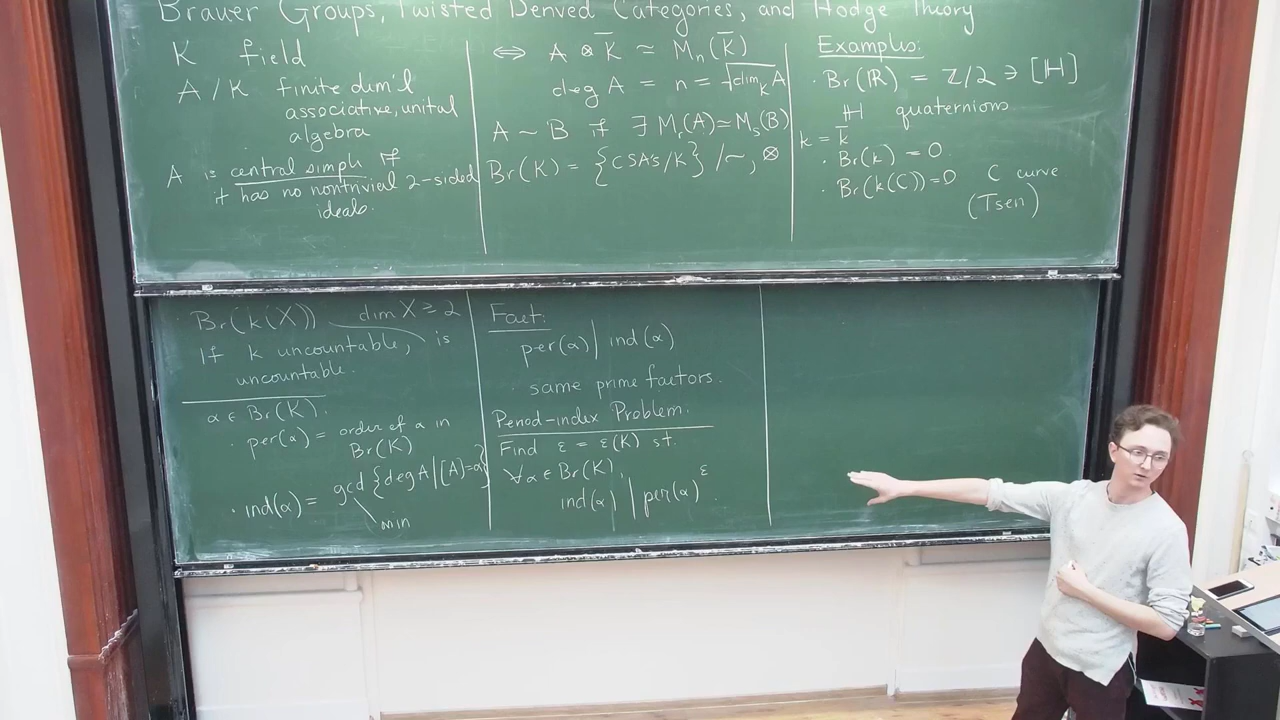 Brauer Groups, Twisted Derived Categories, and Hodge Theory
K field
A / K finite dim'l
associative, unital
algebra
A is central simple if
it has no nontrivial 2-sided
ideals.
⇔ A ⊗ K̄ ≃ Mₙ(K̄)
deg A = n = √dimₖ A
A ~ B if ∃ Mᵣ(A) ≃ Mₛ(B)
Br(K) = {CSA's/K} / ~, ⊗
Examples:
· Br(ℝ) = ℤ/2 ∋ [ℍ]
ℍ quaternions
k = k̄
· Br(k) = 0
· Br(k(C)) = 0 C curve
(Tsen)
Br(k(X)) dim X ≥ 2
If k uncountable, is
uncountable.
α ∈ Br(K).
· per(α) = order of α in
Br(K)
· ind(α) = gcd {deg A | [A] = α}
min
Fact:
per(α) | ind(α)
same prime factors.
Period-index Problem:
Find ε = ε(K) st.
∀α ∈ Br(K),
ind(α) | per(α)^ε.